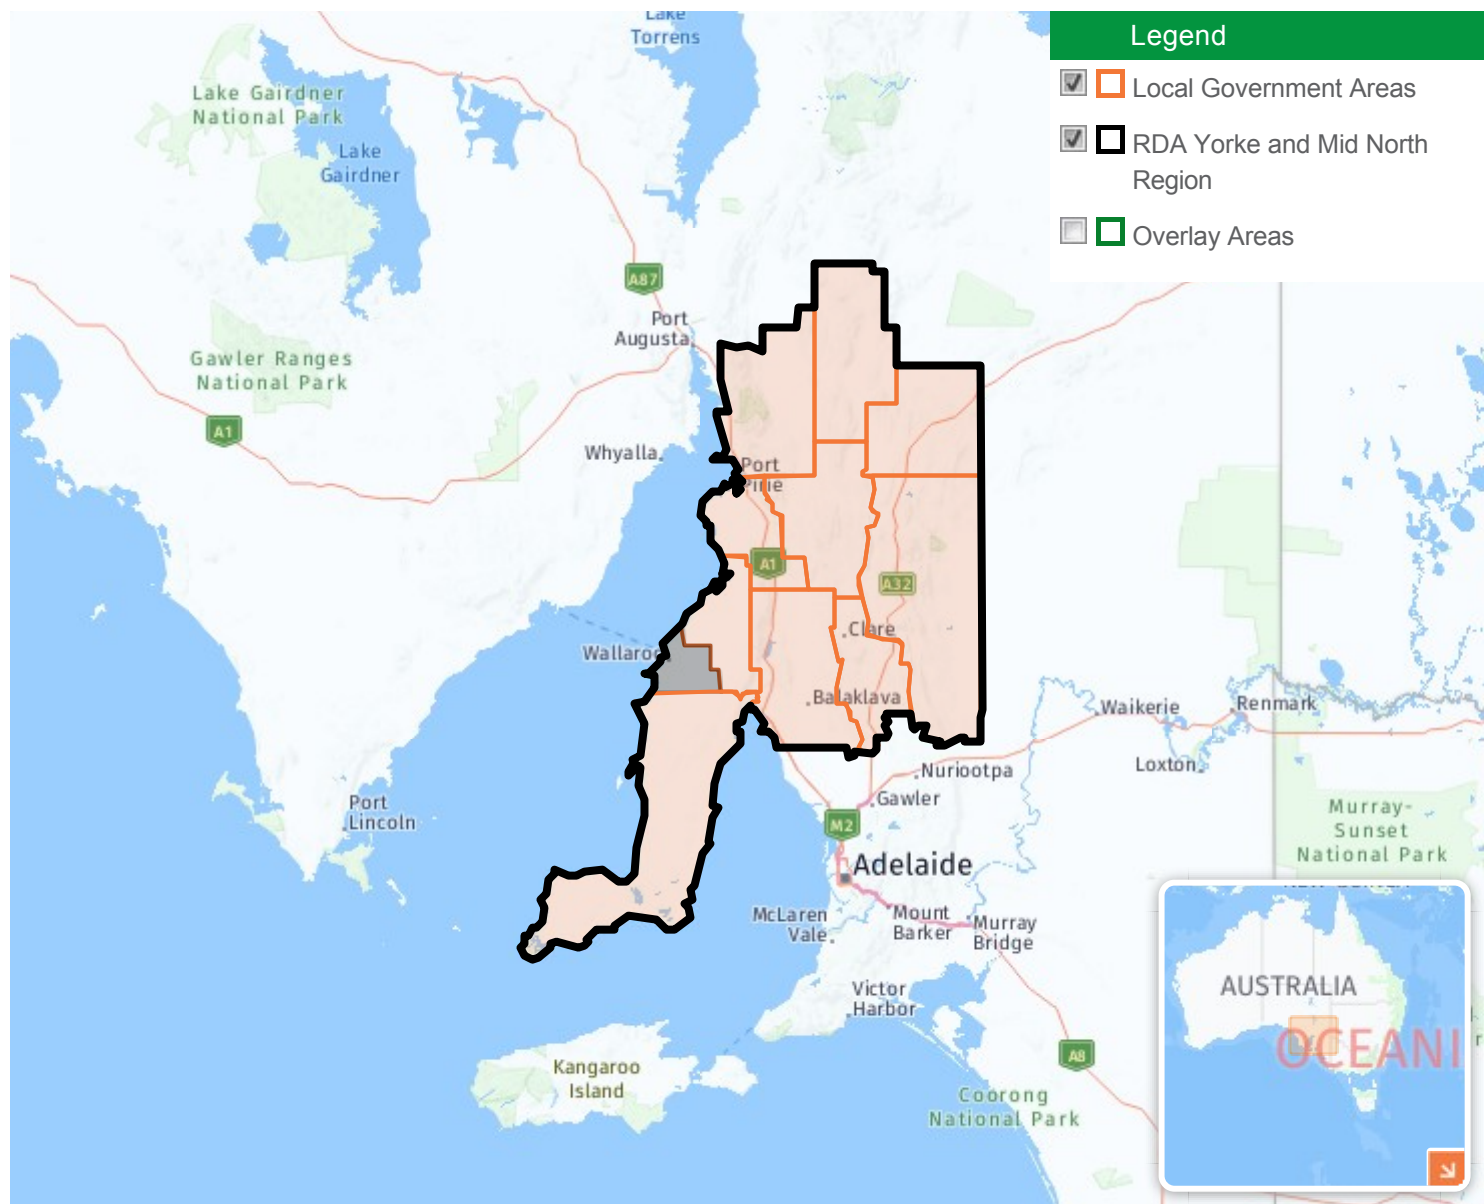 Lake
Torrens
Legend
Local Government Areas
RDA Yorke and Mid North
Region
Overlay Areas
Lake Gairdner
National Park
Lake
Gairdner
A87
Port
Augusta
Gawler Ranges
National Park
A1
Whyalla
Port
Pirie
A1
A32
Clare
Wallaroo
Balaklava
Waikerie
Renmark
Nuriootpa
Loxton
Gawler
Port
Lincoln
M2
Murray-
Sunset
National Park
Adelaide
McLaren
Vale
Mount
Barker
Murray
Bridge
Victor
Harbor
AUSTRALIA
OCEANI
A8
Kangaroo
Island
Coorong
National Park